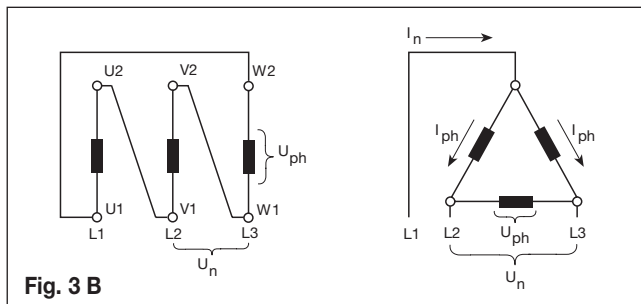 U2 V2 W2
U_ph
U1 V1 W1
L1 L2 L3
U_n
I_n
I_ph I_ph
L1 L2 L3
U_ph
U_n
Fig. 3 B